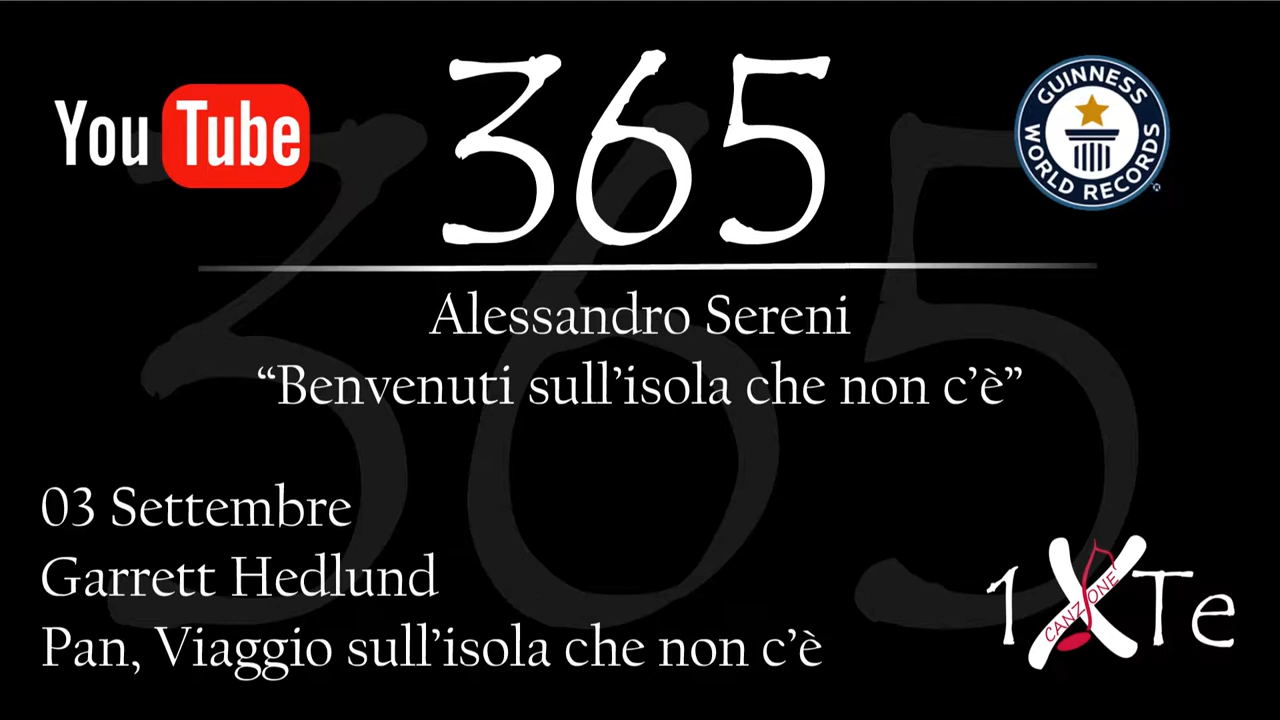 YouTube
365
GUINNESS WORLD RECORDS
Alessandro Sereni
“Benvenuti sull’isola che non c’è”
03 Settembre
Garrett Hedlund
Pan, Viaggio sull’isola che non c’è
1XTe
CANZONE
365